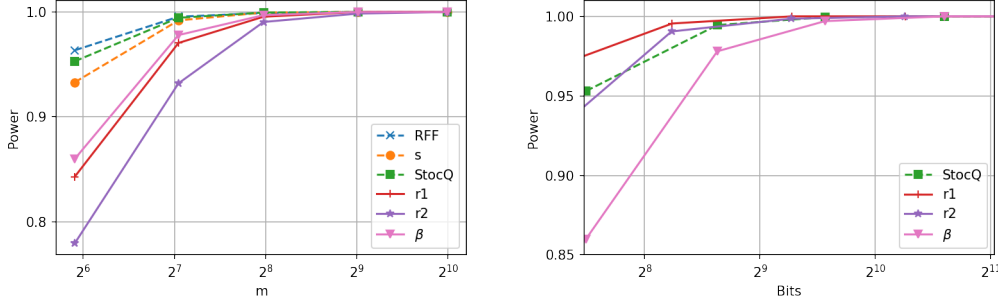 1.0
0.9
0.8
Power
2^6
2^7
2^8
2^9
2^10
m
RFF
s
StocQ
r1
r2
β
1.00
0.95
0.90
0.85
Power
2^8
2^9
2^10
2^11
Bits
StocQ
r1
r2
β